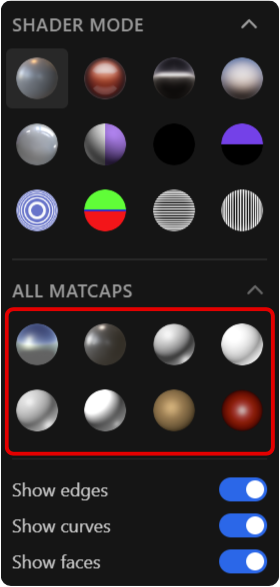 SHADER MODE
ALL MATCAPS
Show edges
Show curves
Show faces